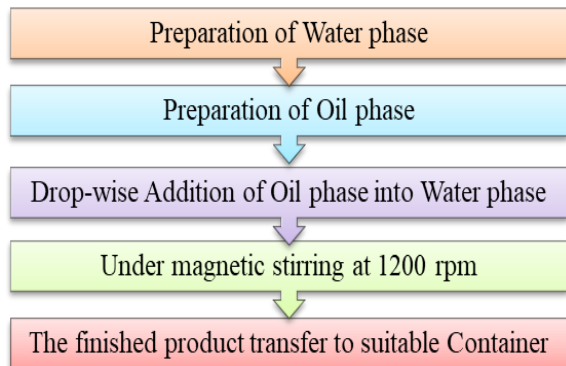 Preparation of Water phase
Preparation of Oil phase
Drop-wise Addition of Oil phase into Water phase
Under magnetic stirring at 1200 rpm
The finished product transfer to suitable Container